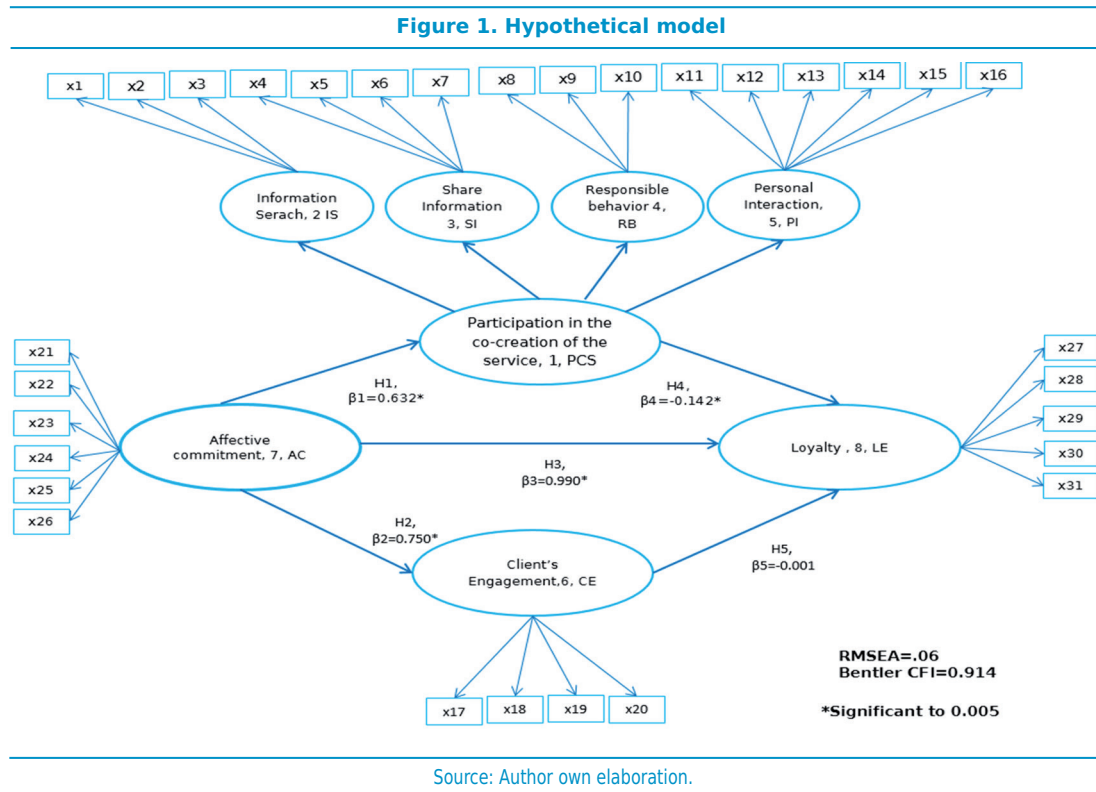 Figure 1. Hypothetical model
x1
x2
x3
x4
x5
x6
x7
x8
x9
x10
x11
x12
x13
x14
x15
x16
Information
Serach, 2 IS
Share
Information
3, SI
Responsible
behavior 4,
RB
Personal
Interaction,
5, PI
Participation in the
co-creation of the
service, 1, PCS
x21
x22
x23
x24
x25
x26
H1,
β1=0.632*
H4,
β4=-0.142*
x27
x28
x29
x30
x31
Affective
commitment, 7, AC
Loyalty , 8, LE
H3,
β3=0.990*
H2,
β2=0.750*
H5,
β5=-0.001
Client’s
Engagement,6, CE
x17
x18
x19
x20
RMSEA=.06
Bentler CFI=0.914
*Significant to 0.005
Source: Author own elaboration.